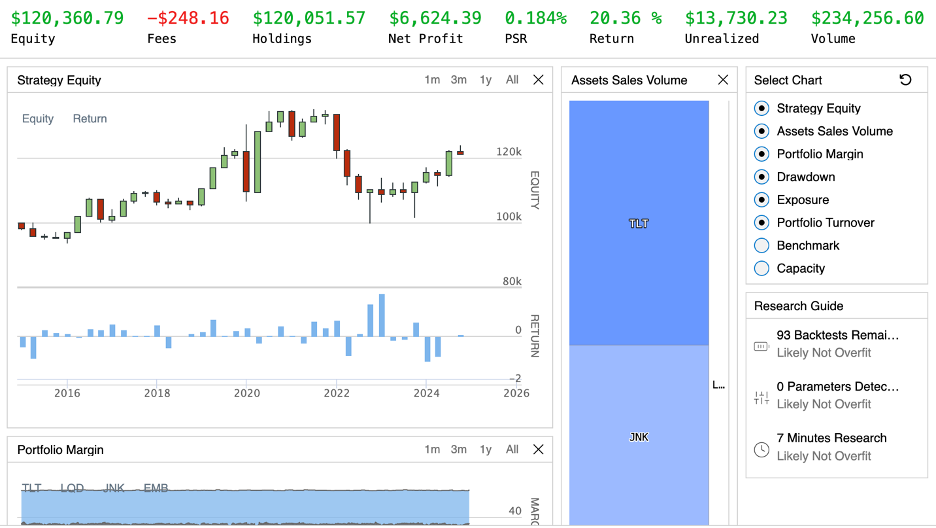 $120,360.79 -$248.16 $120,051.57 $6,624.39 0.184% 20.36 % $13,730.23 $234,256.60
Equity Fees Holdings Net Profit PSR Return Unrealized Volume
Strategy Equity 1m 3m 1y All
Equity Return
120k
100k
80k
EQUITY
0
-2
RETURN
2016 2018 2020 2022 2024 2026
Portfolio Margin 1m 3m 1y All
TLT LQD JNK EMB
40
Assets Sales Volume
TLT
L...
JNK
Select Chart
Strategy Equity
Assets Sales Volume
Portfolio Margin
Drawdown
Exposure
Portfolio Turnover
Benchmark
Capacity
Research Guide
93 Backtests Remai...
Likely Not Overfit
0 Parameters Detec...
Likely Not Overfit
7 Minutes Research
Likely Not Overfit